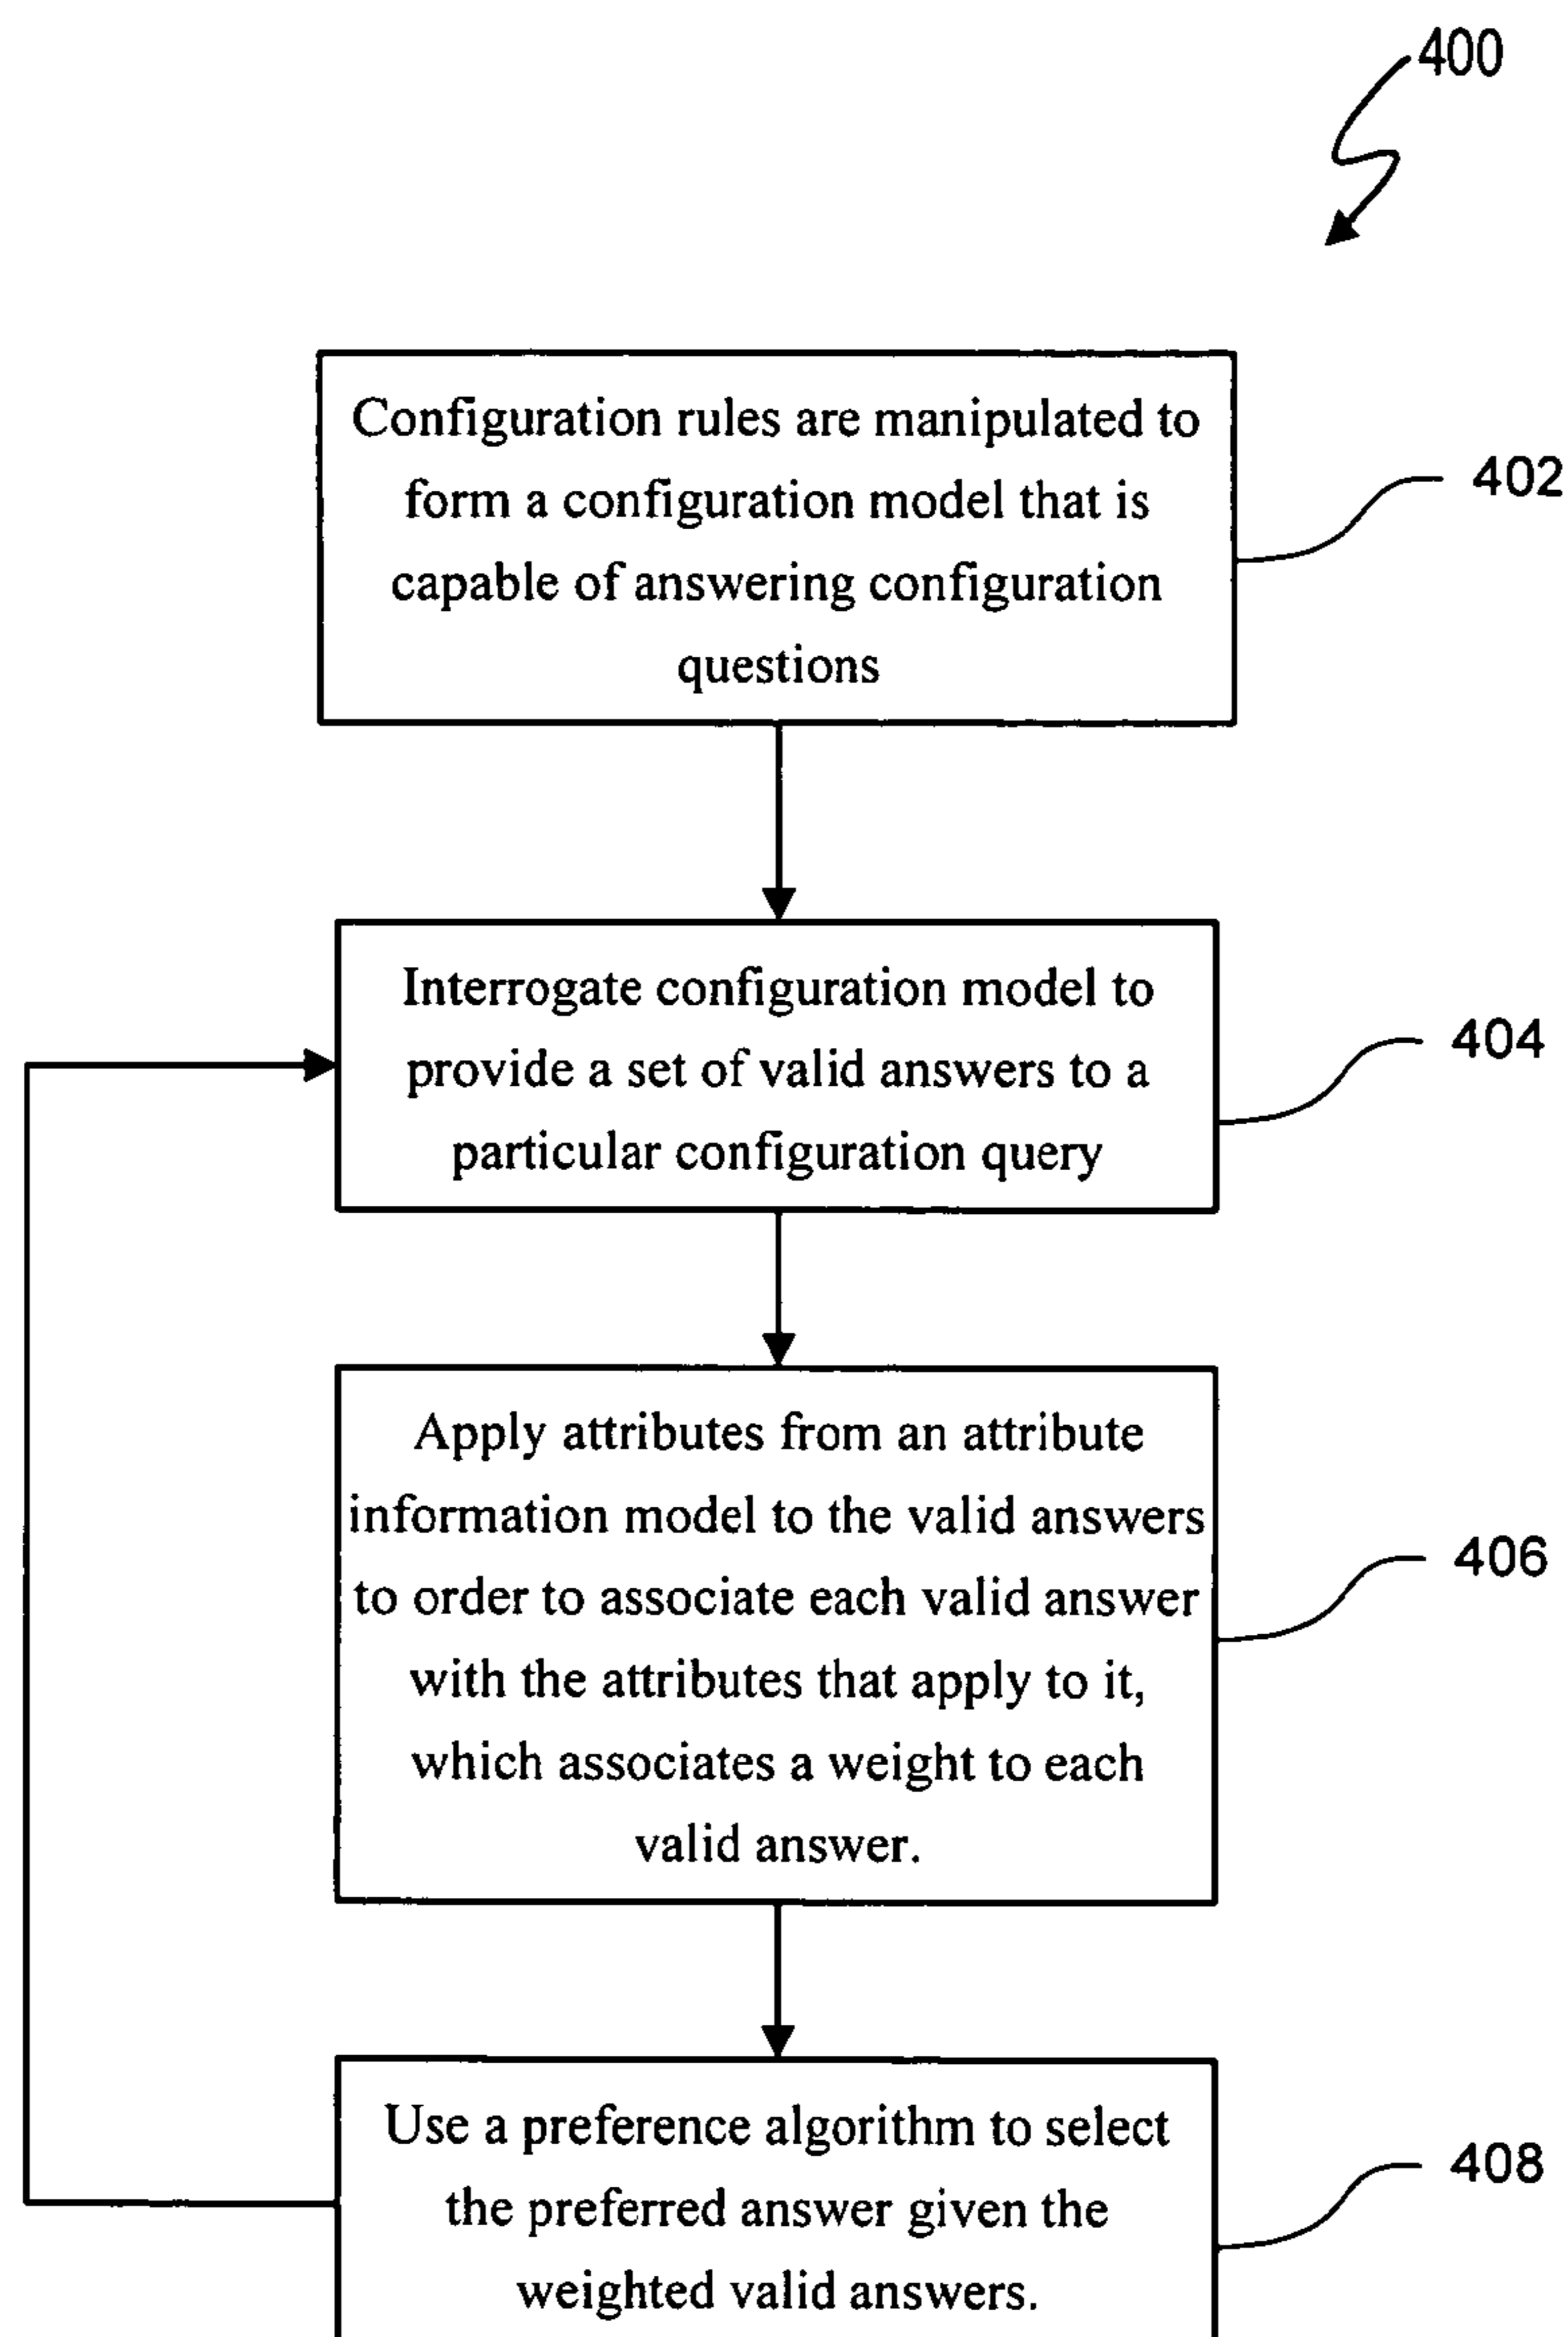 400
Configuration rules are manipulated to
form a configuration model that is
capable of answering configuration
questions
402
Interrogate configuration model to
provide a set of valid answers to a
particular configuration query
404
Apply attributes from an attribute
information model to the valid answers
to order to associate each valid answer
with the attributes that apply to it,
which associates a weight to each
valid answer.
406
Use a preference algorithm to select
the preferred answer given the
weighted valid answers.
408